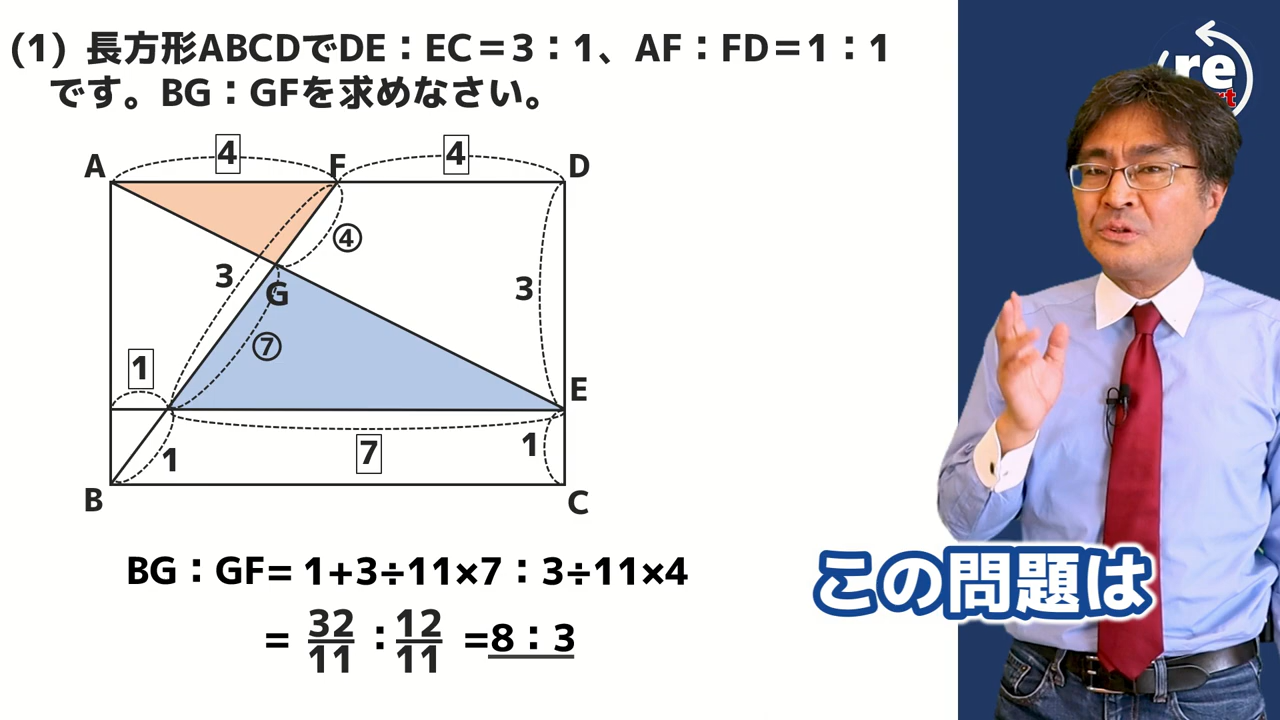 (1) 長方形ABCDでDE：EC＝3：1、AF：FD＝1：1
です。BG：GFを求めなさい。
re
rt
4
4
A
F
D
④
3
G
3
⑦
1
E
1
7
1
B
C
BG：GF= 1+3÷11×7：3÷11×4
= 32/11 : 12/11 =8：3
この問題は